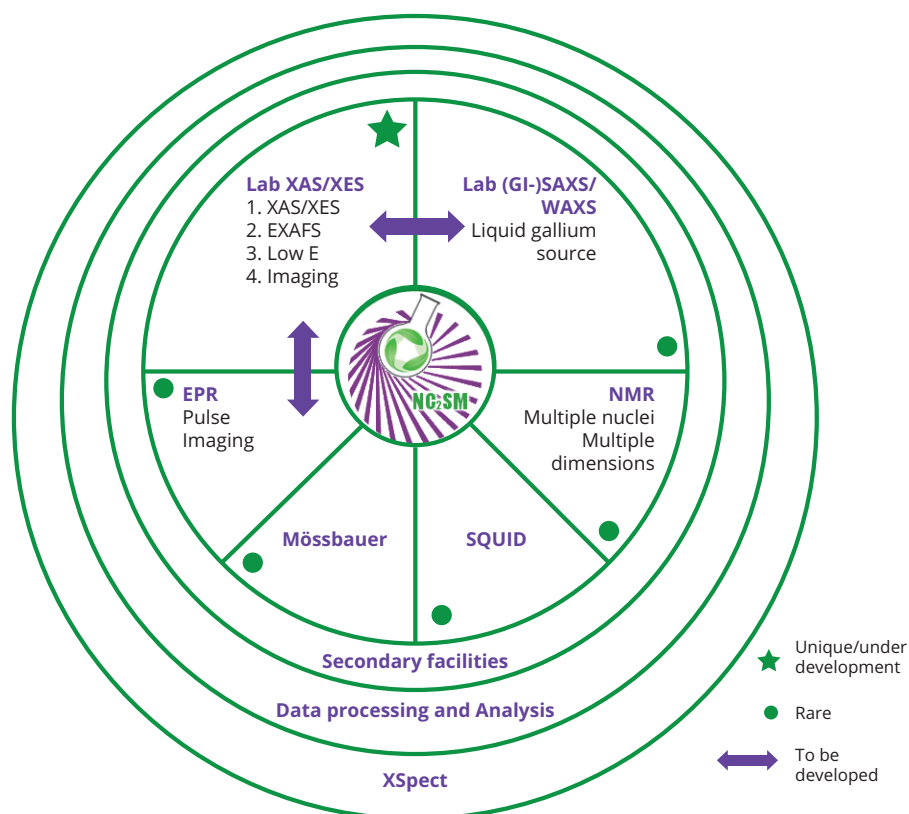 Lab XAS/XES
1. XAS/XES
2. EXAFS
3. Low E
4. Imaging
Lab (GI-)SAXS/
WAXS
Liquid gallium
source
NC₂SM
EPR
Pulse
Imaging
NMR
Multiple nuclei
Multiple
dimensions
Mössbauer
SQUID
Secondary facilities
Data processing and Analysis
XSpect
Unique/under
development
Rare
To be
developed